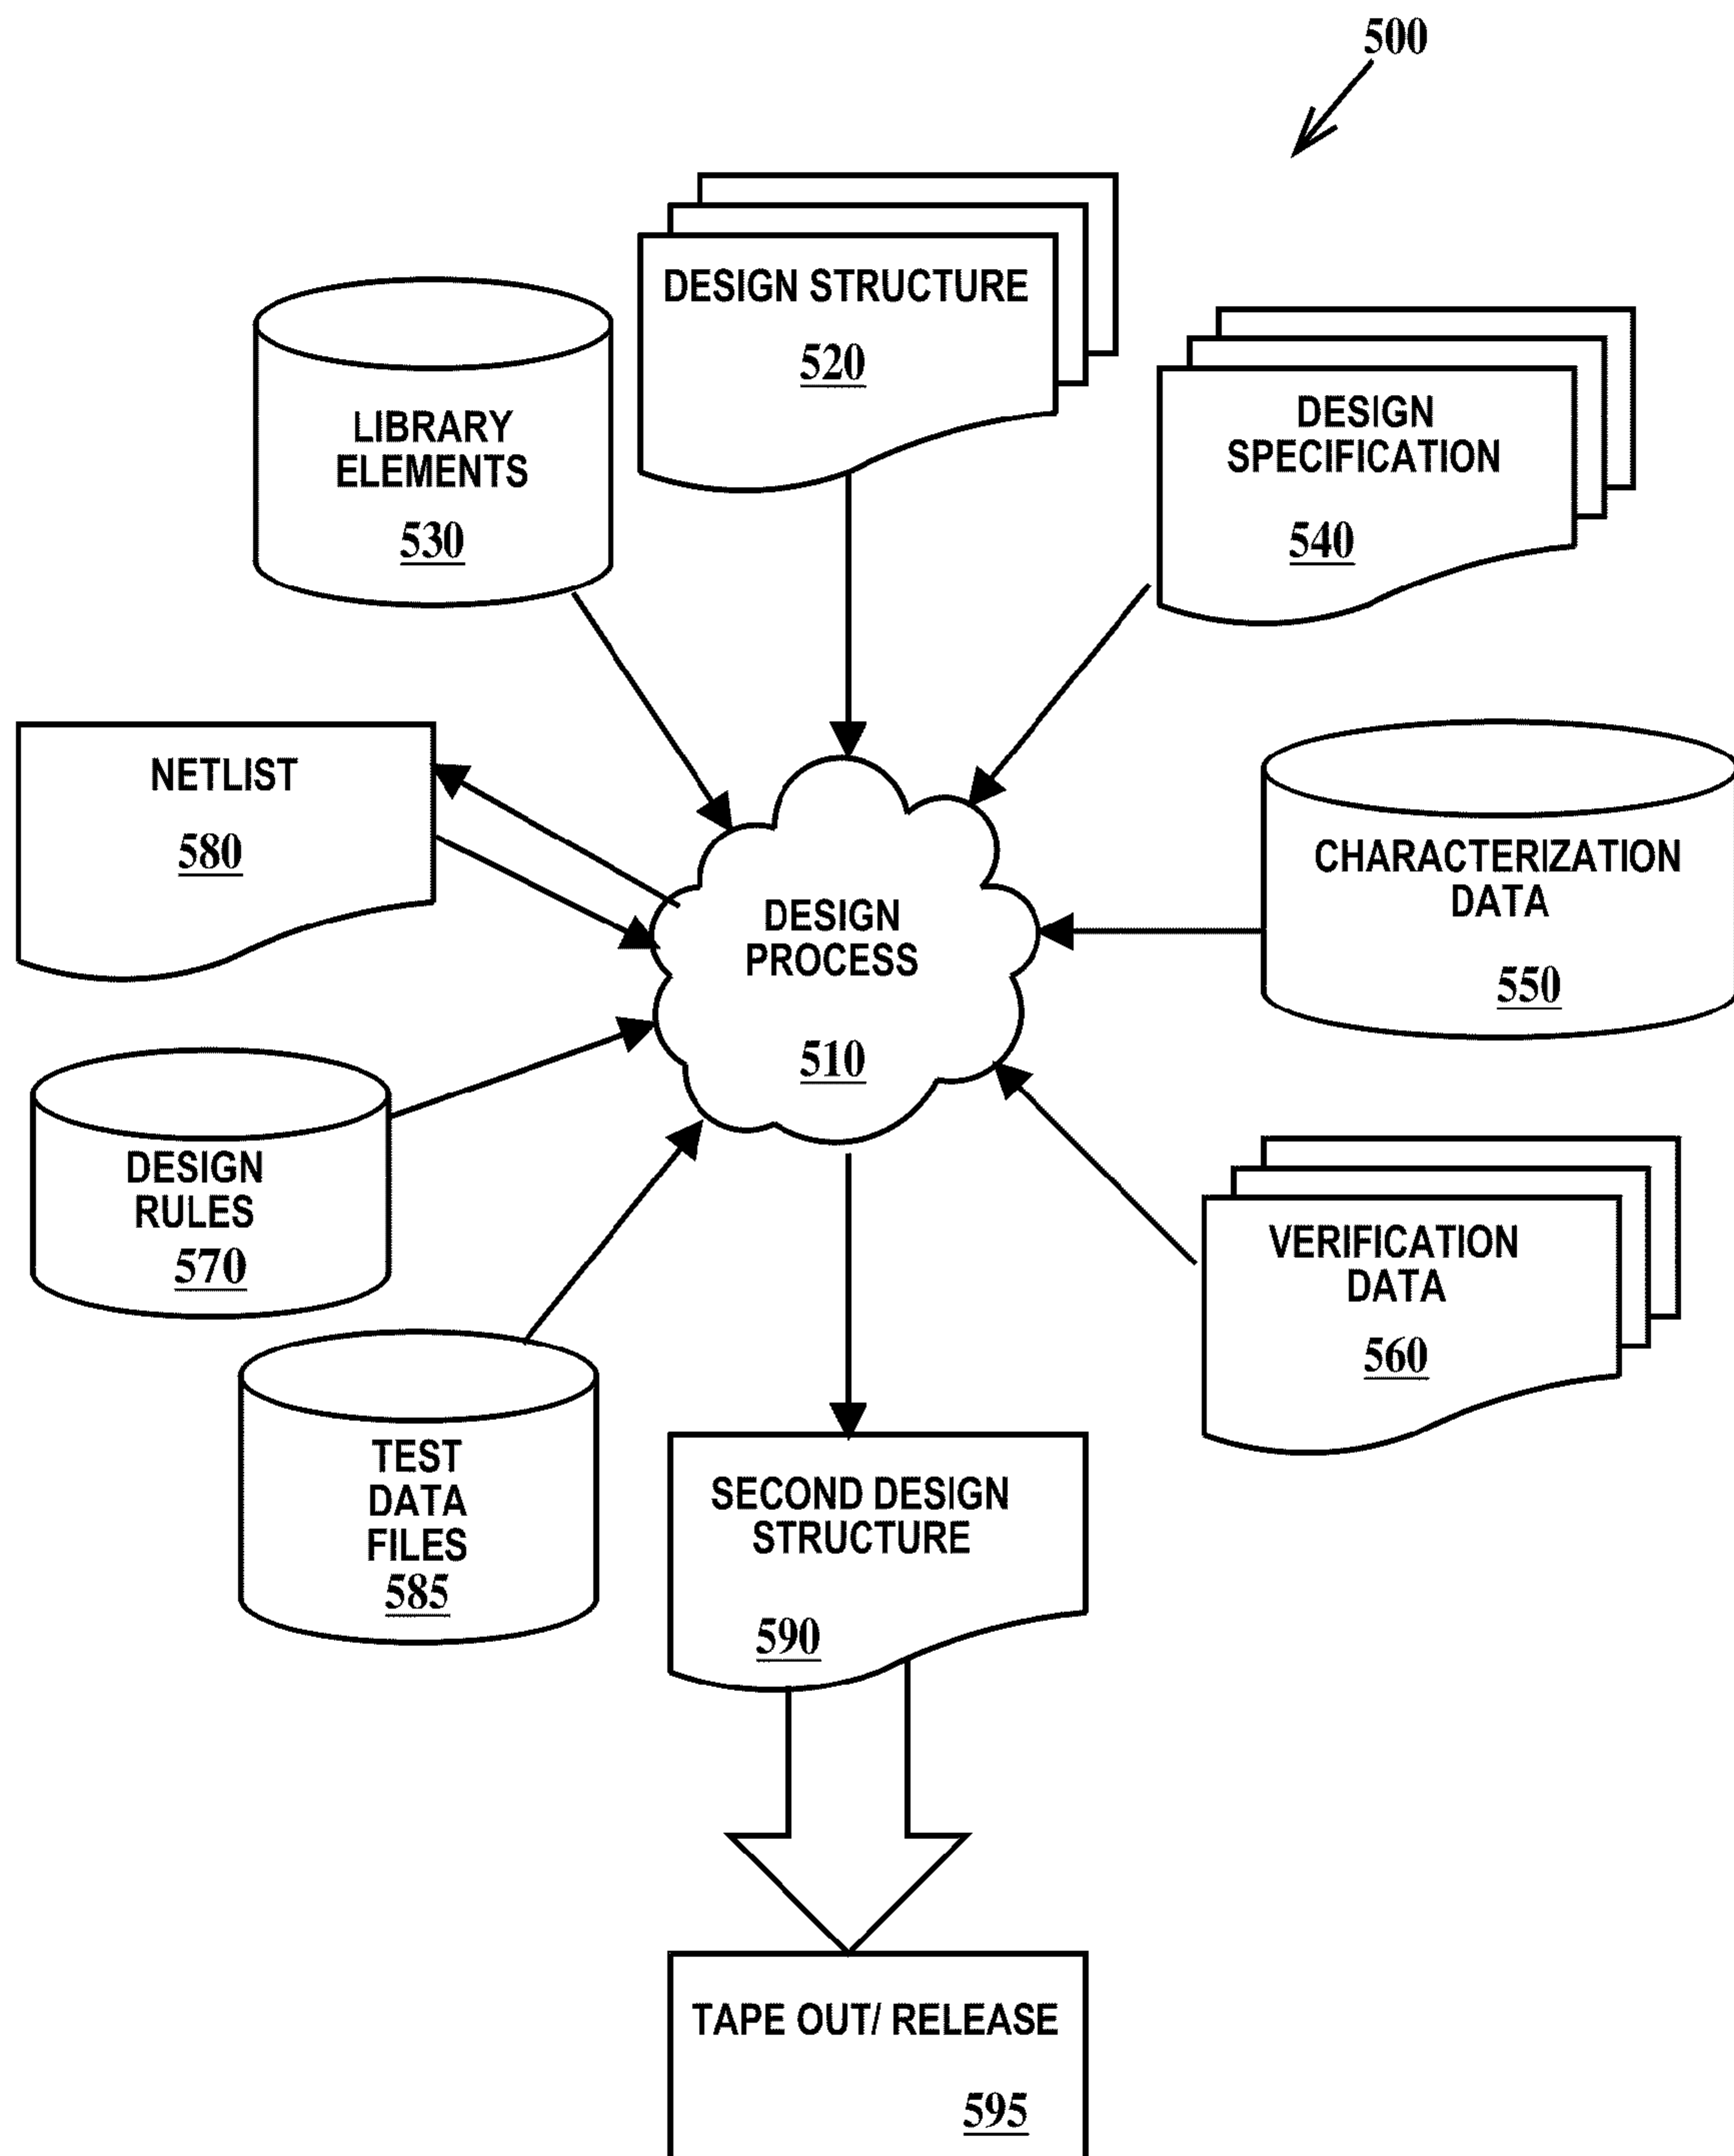 500
DESIGN STRUCTURE
520
LIBRARY
ELEMENTS
530
DESIGN
SPECIFICATION
540
NETLIST
580
DESIGN
PROCESS
510
CHARACTERIZATION
DATA
550
DESIGN
RULES
570
VERIFICATION
DATA
560
TEST
DATA
FILES
585
SECOND DESIGN
STRUCTURE
590
TAPE OUT/ RELEASE
595